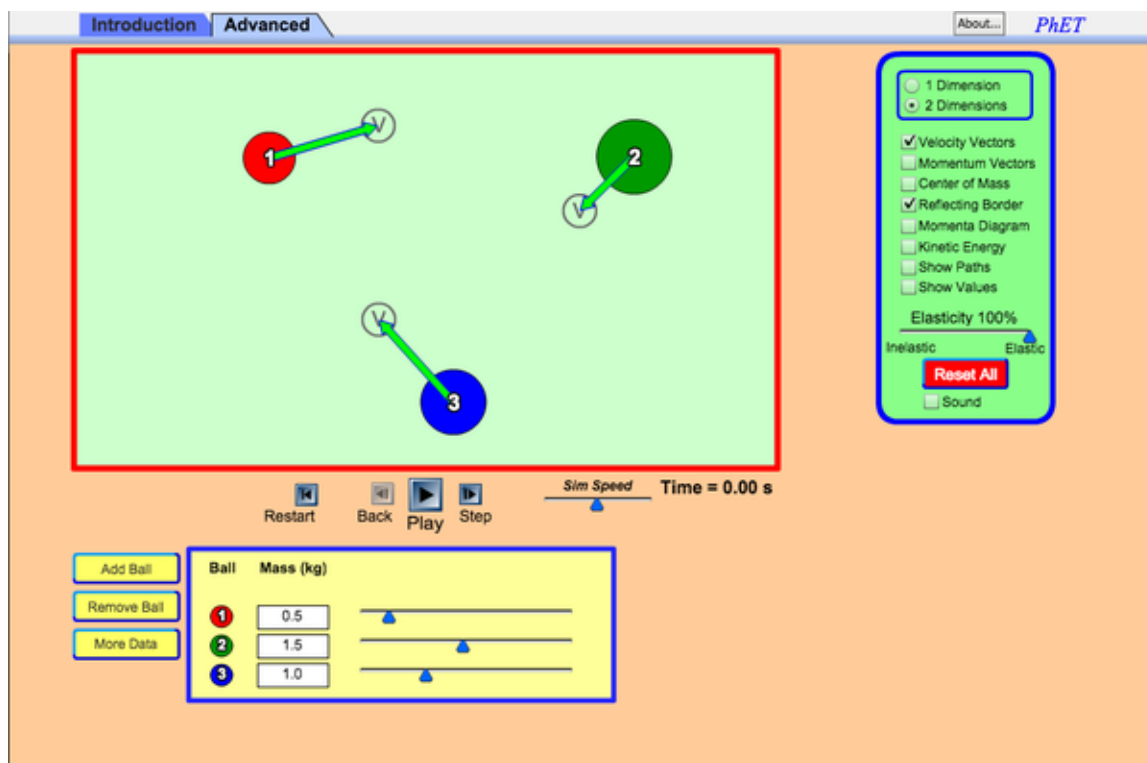 Introduction Advanced About... PhET
1 Dimension
2 Dimensions
Velocity Vectors
Momentum Vectors
Center of Mass
Reflecting Border
Momenta Diagram
Kinetic Energy
Show Paths
Show Values
Elasticity 100%
Inelastic Elastic
Reset All
Sound
V
1
2
V
V
3
Sim Speed Time = 0.00 s
Restart Back Play Step
Add Ball
Remove Ball
More Data
Ball Mass (kg)
1 0.5
2 1.5
3 1.0